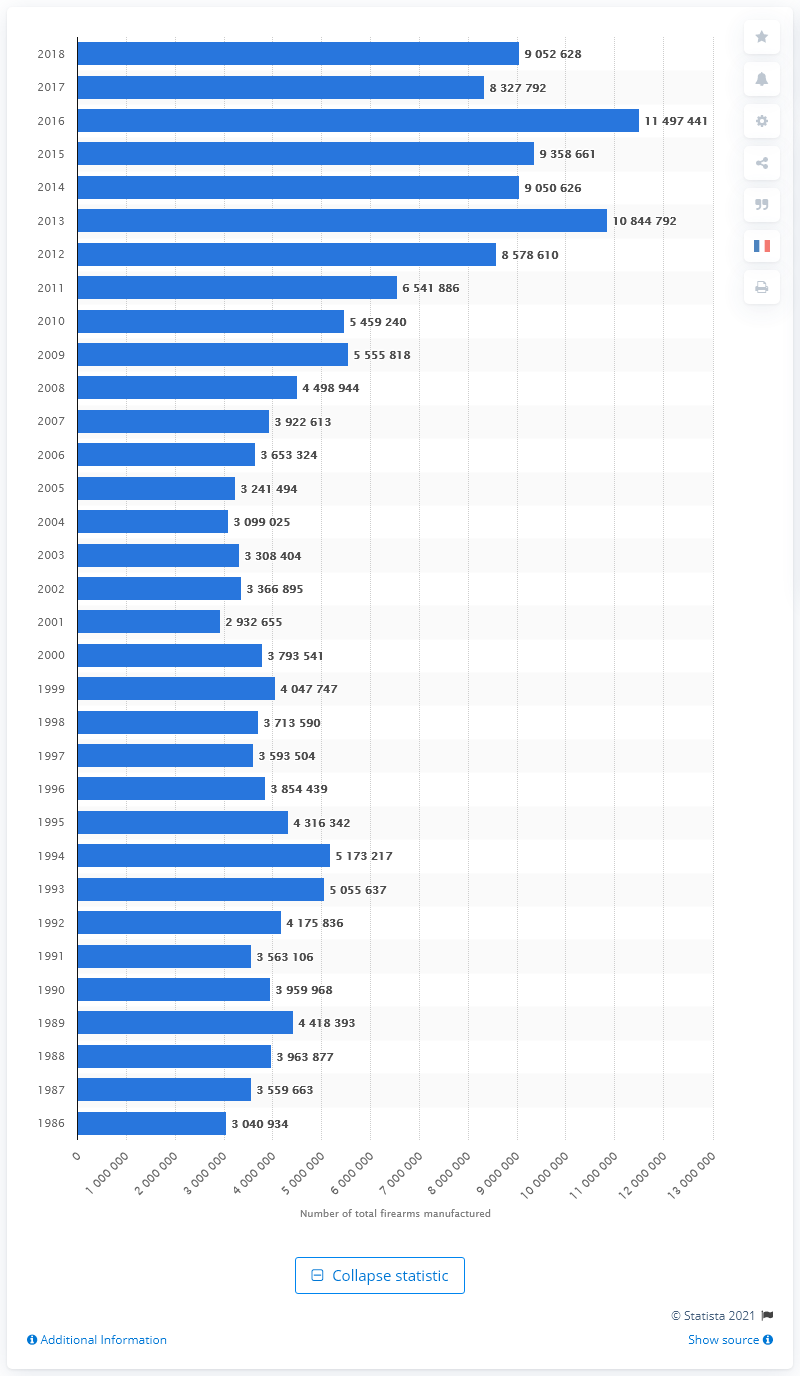 2018 9 052 628
2017 8 327 792
2016 11 497 441
2015 9 358 661
2014 9 050 626
2013 10 844 792
2012 8 578 610
2011 6 541 886
2010 5 459 240
2009 5 555 818
2008 4 498 944
2007 3 922 613
2006 3 653 324
2005 3 241 494
2004 3 099 025
2003 3 308 404
2002 3 366 895
2001 2 932 655
2000 3 793 541
1999 4 047 747
1998 3 713 590
1997 3 593 504
1996 3 854 439
1995 4 316 342
1994 5 173 217
1993 5 055 637
1992 4 175 836
1991 3 563 106
1990 3 959 968
1989 4 418 393
1988 3 963 877
1987 3 559 663
1986 3 040 934
0 1 000 000 2 000 000 3 000 000 4 000 000 5 000 000 6 000 000 7 000 000 8 000 000 9 000 000 10 000 000 11 000 000 12 000 000 13 000 000
Number of total firearms manufactured
Collapse statistic
© Statista 2021
Additional Information Show source